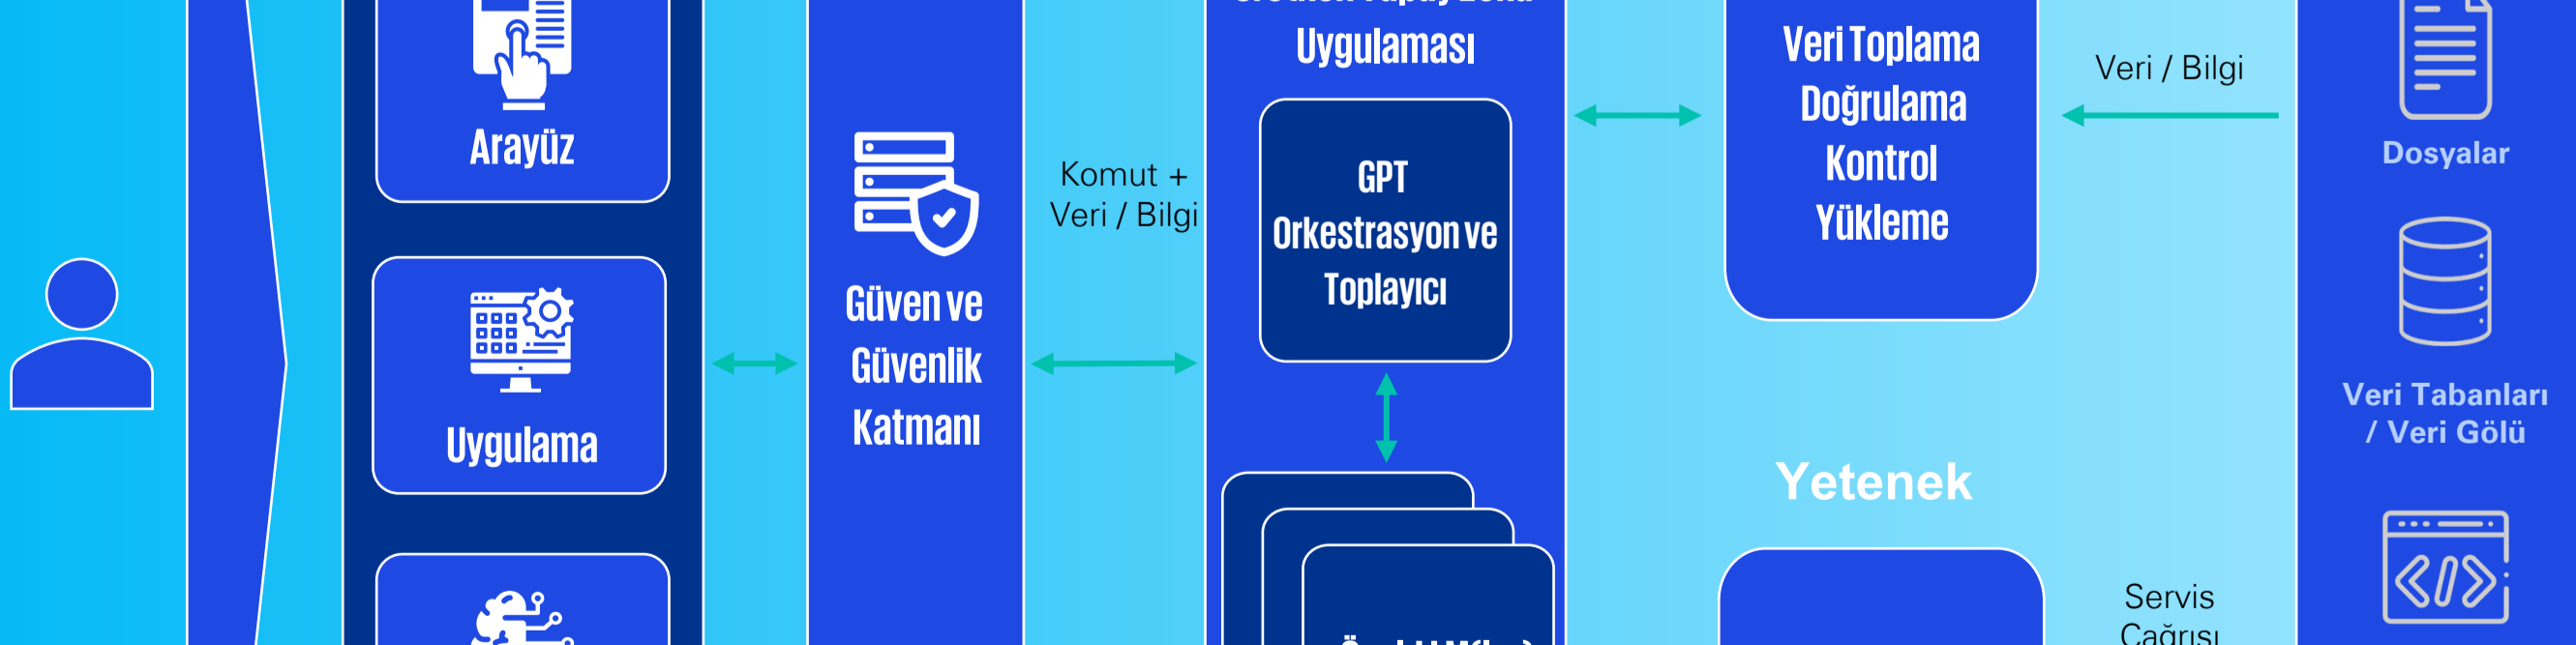 Arayüz
Uygulama
Güven ve
Güvenlik
Katmanı
Komut +
Veri / Bilgi
Uygulaması
GPT
Orkestrasyon ve
Toplayıcı
Veri Toplama
Doğrulama
Kontrol
Yükleme
Yetenek
Veri / Bilgi
Servis
Çağrısı
Dosyalar
Veri Tabanları
/ Veri Gölü